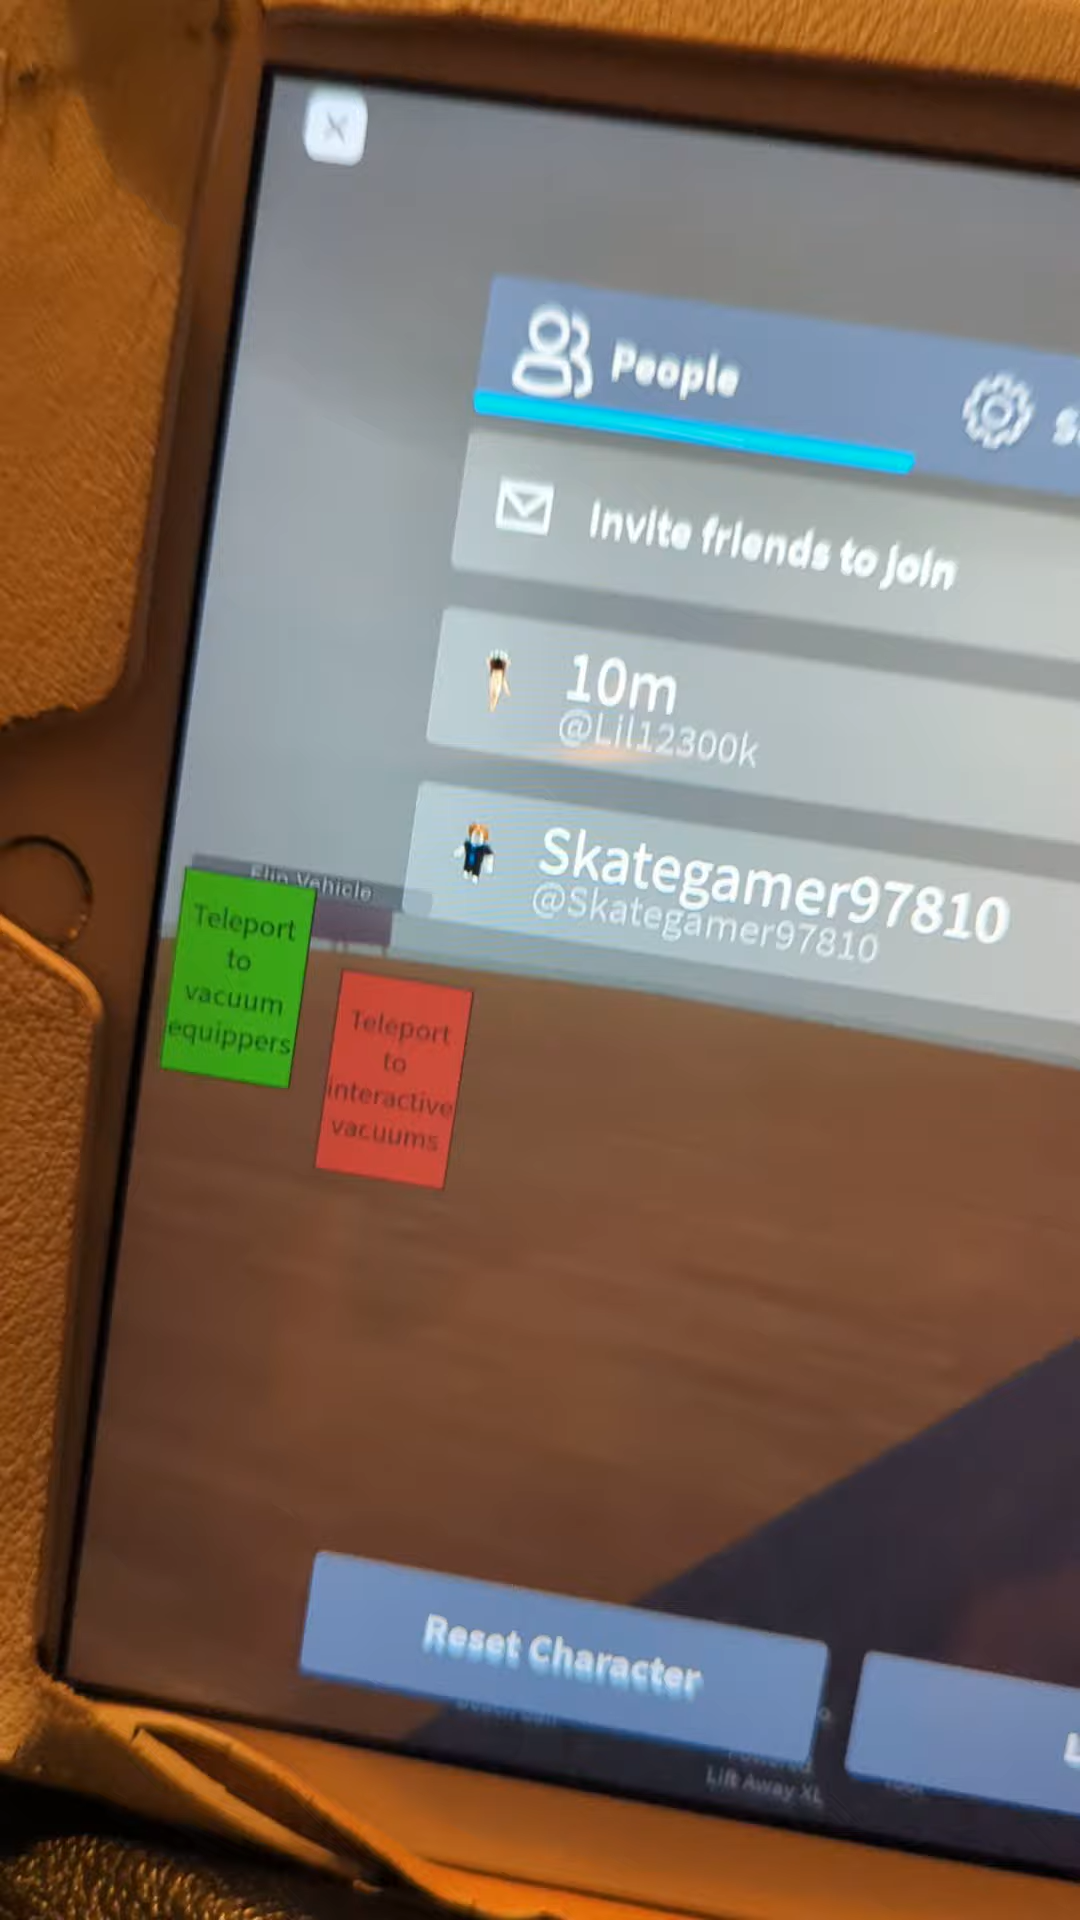 People
Invite friends to join
10m
@Lil12300k
Skategamer97810
@Skategamer97810
Flip Vehicle
Teleport
to
vacuum
equippers
Teleport
to
interactive
vacuums
Reset Character
Powered
Lift Away XL